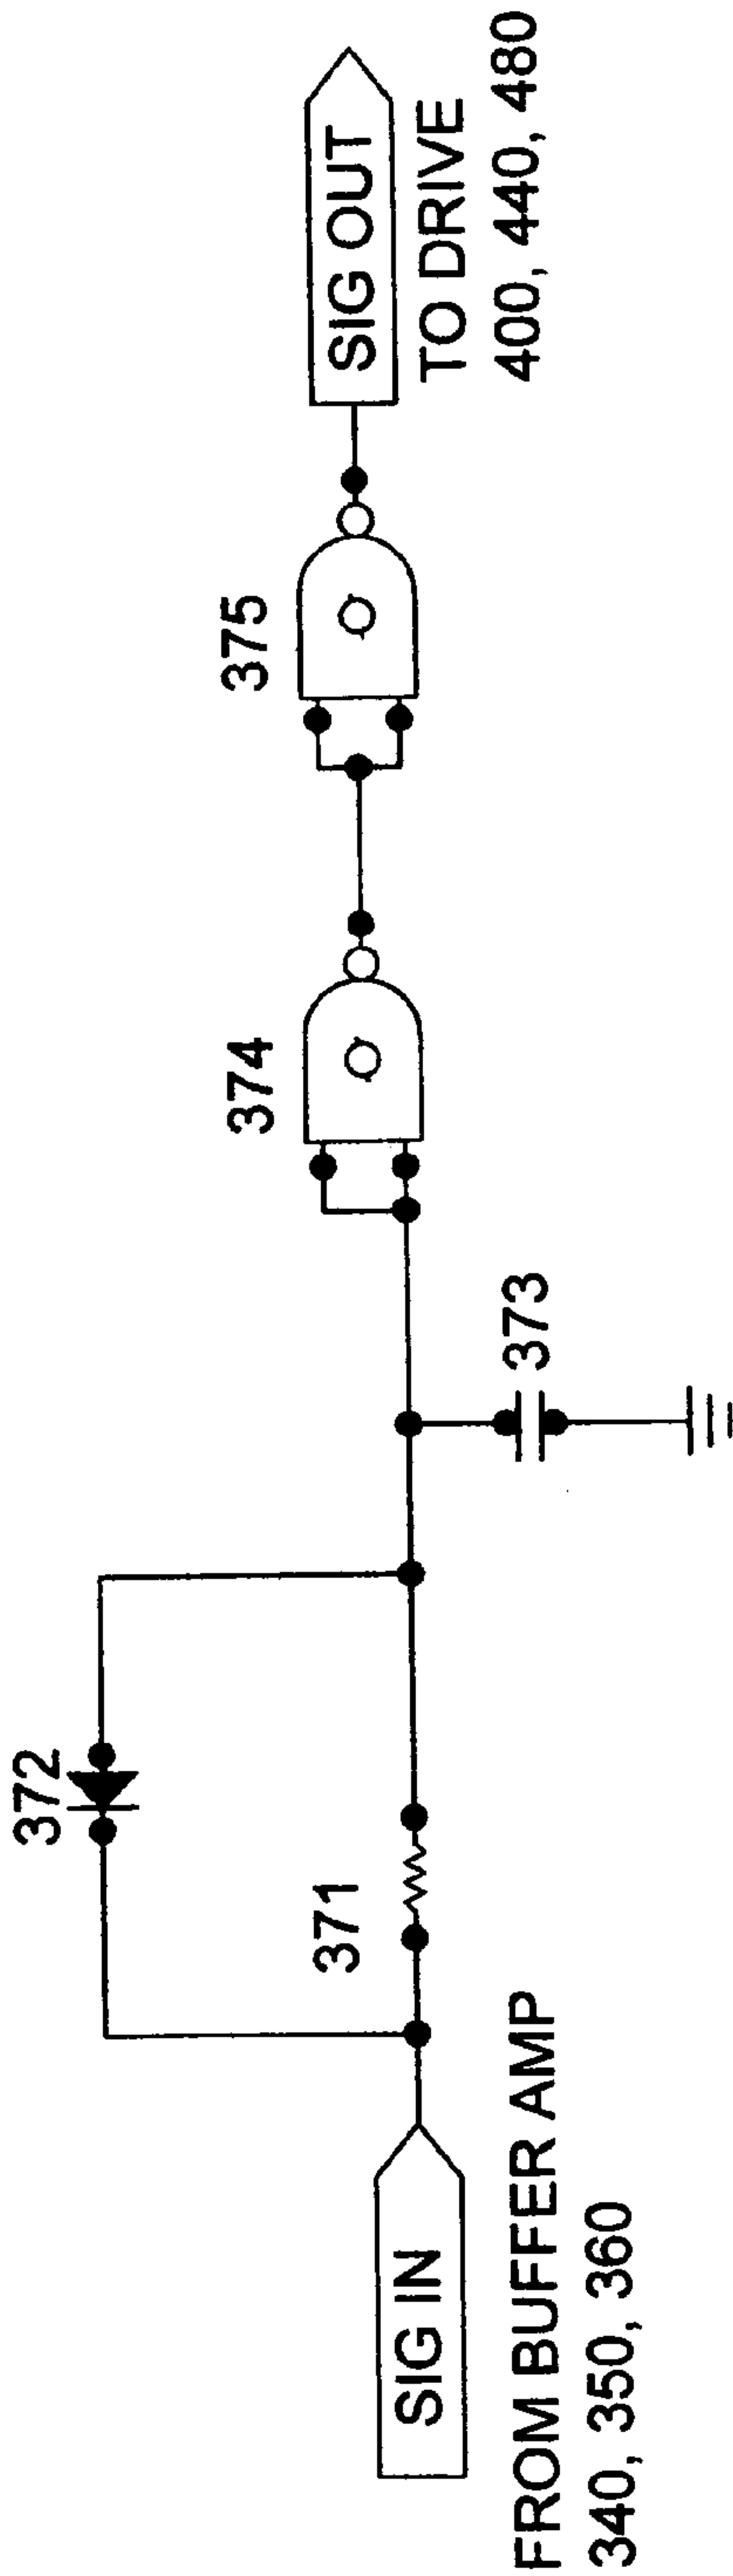 372
371
SIG IN
FROM BUFFER AMP
340, 350, 360
373
374
375
SIG OUT
TO DRIVE
400, 440, 480